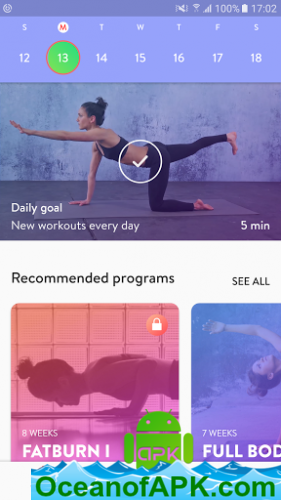 100% 17:02
S M T W T F S
12 13 14 15 16 17 18
Daily goal
New workouts every day 5 min
Recommended programs SEE ALL
8 WEEKS 7 WEEKS
FATBURN I FULL BOD
APK
OceanofAPK.com